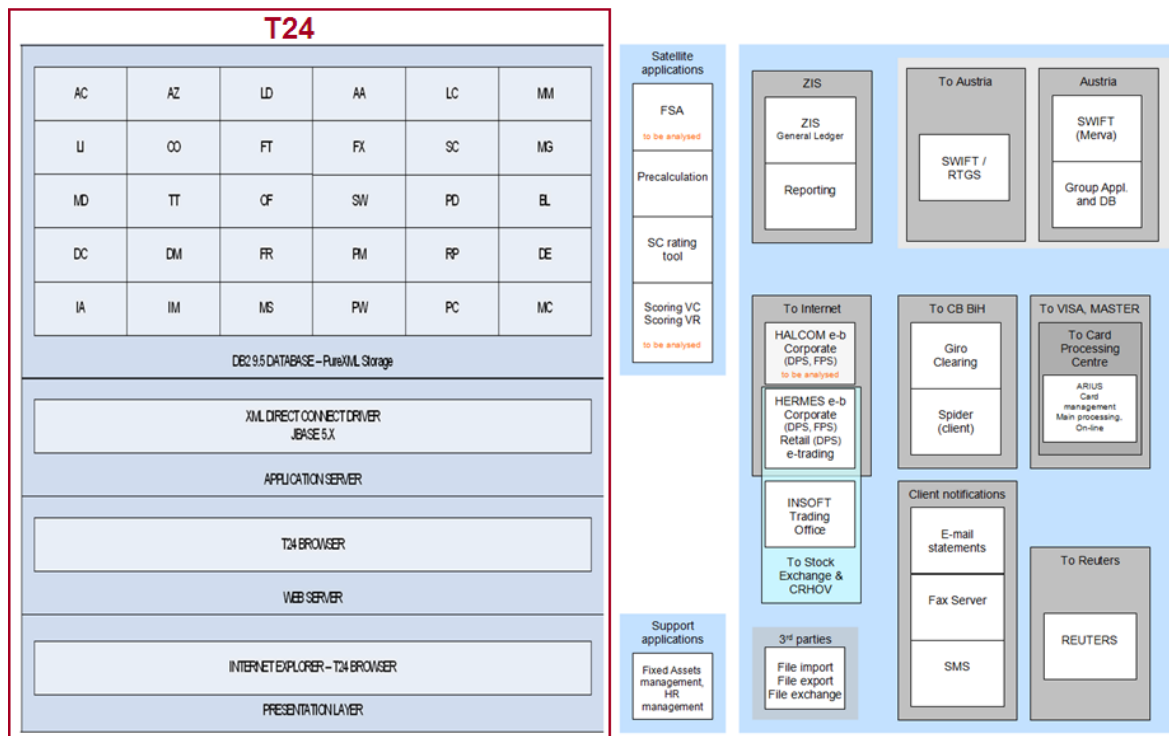 T24
AC AZ LD AA LC MM
LI CO FT FX SC MG
MD TT OF SW PD BL
DC DM FR PM RP DE
IA IM MS PW PC MC
DB2 9.5 DATABASE – PureXML Storage
XML DIRECT CONNECT DRIVER
JBASE 5.X
APPLICATION SERVER
T24 BROWSER
WEB SERVER
INTERNET EXPLORER – T24 BROWSER
PRESENTATION LAYER
Satellite
applications
FSA
to be analysed
Precalculation
SC rating
tool
Scoring VC
Scoring VR
to be analysed
Support
applications
Fixed Assets
management,
HR
management
ZIS
ZIS
General Ledger
Reporting
To Austria
SWIFT /
RTGS
Austria
SWIFT
(Merva)
Group Appl.
and DB
To Internet
HALCOM e-b
Corporate
(DPS, FPS)
to be analysed
HERMES e-b
Corporate
(DPS, FPS)
Retail (DPS)
e-trading
INSOFT
Trading
Office
To Stock
Exchange &
CRHOV
3rd parties
File import
File export
File exchange
To CB BiH
Giro
Clearing
Spider
(client)
To VISA, MASTER
To Card
Processing
Centre
ARIUS
Card
management
Main processing,
On-line
Client notifications
E-mail
statements
Fax Server
SMS
To Reuters
REUTERS